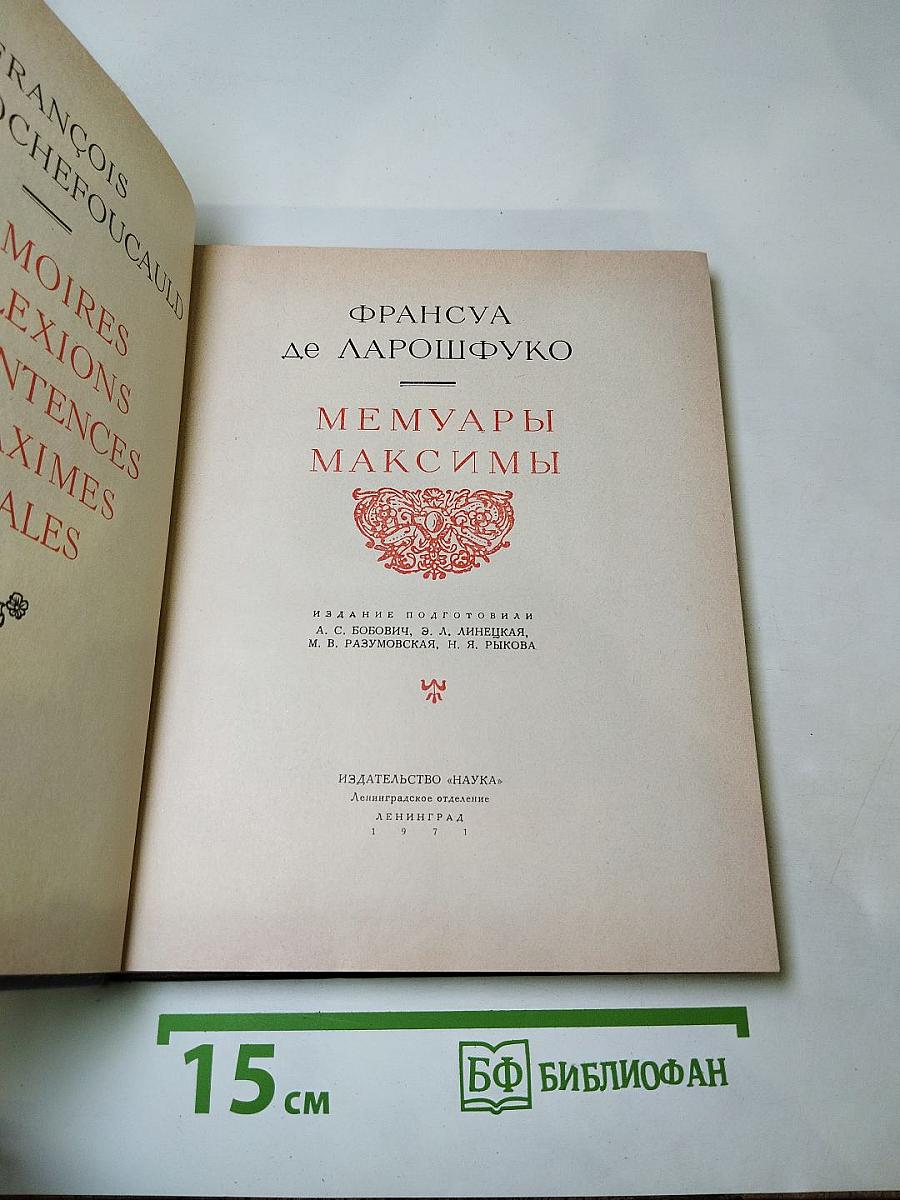 FRANÇOIS
ROCHEFOUCAULD
MOIRES
LEXIONS
NTENCES
AXIMES
ALES
ФРАНСУА
де ЛАРОШФУКО
МЕМУАРЫ
МАКСИМЫ
ИЗДАНИЕ ПОДГОТОВИЛИ
А. С. БОБОВИЧ, Э. Л. ЛИНЕЦКАЯ,
М. В. РАЗУМОВСКАЯ, Н. Я. РЫКОВА
ИЗДАТЕЛЬСТВО «НАУКА»
Ленинградское отделение
ЛЕНИНГРАД
1971
15 см
БФ БИБЛИОФАН